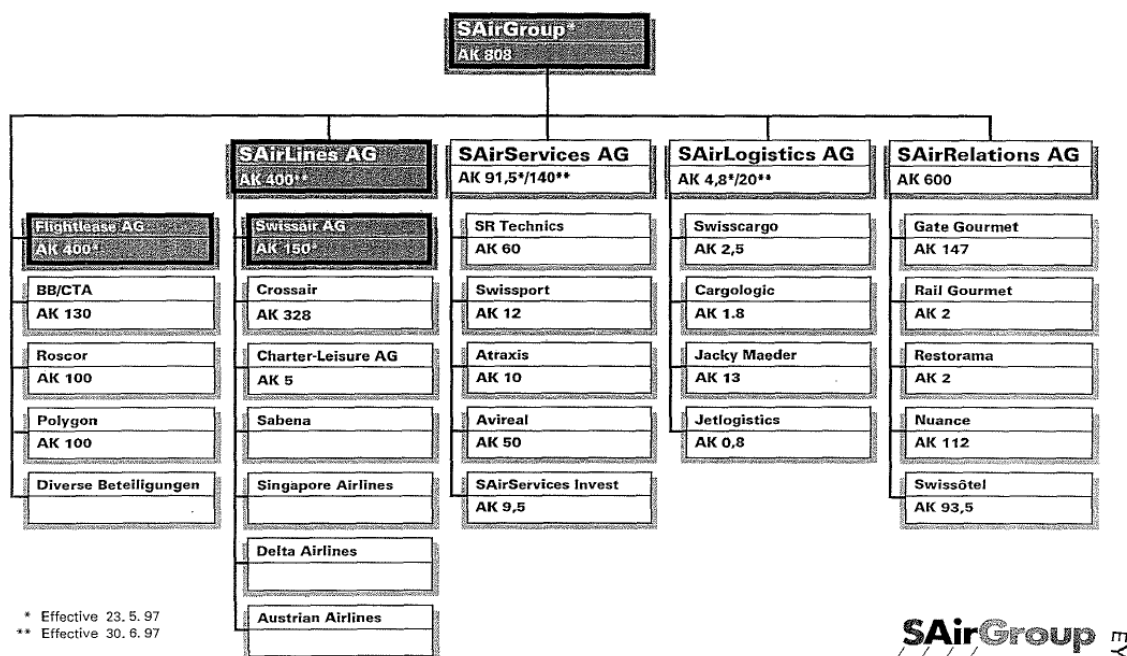 SAirGroup*
AK 808
SAirLines AG
AK 400**
SAirServices AG
AK 91,5*/140**
SAirLogistics AG
AK 4,8*/20**
SAirRelations AG
AK 600
Flightlease AG
AK 400*
BB/CTA
AK 130
Roscor
AK 100
Polygon
AK 100
Diverse Beteiligungen
Swissair AG
AK 150*
Crossair
AK 328
Charter-Leisure AG
AK 5
Sabena
Singapore Airlines
Delta Airlines
Austrian Airlines
SR Technics
AK 60
Swissport
AK 12
Atraxis
AK 10
Avireal
AK 50
SAirServices Invest
AK 9,5
Swisscargo
AK 2,5
Cargologic
AK 1.8
Jacky Maeder
AK 13
Jetlogistics
AK 0,8
Gate Gourmet
AK 147
Rail Gourmet
AK 2
Restorama
AK 2
Nuance
AK 112
Swissôtel
AK 93,5
* Effective 23. 5. 97
** Effective 30. 6. 97
SAirGroup
EY